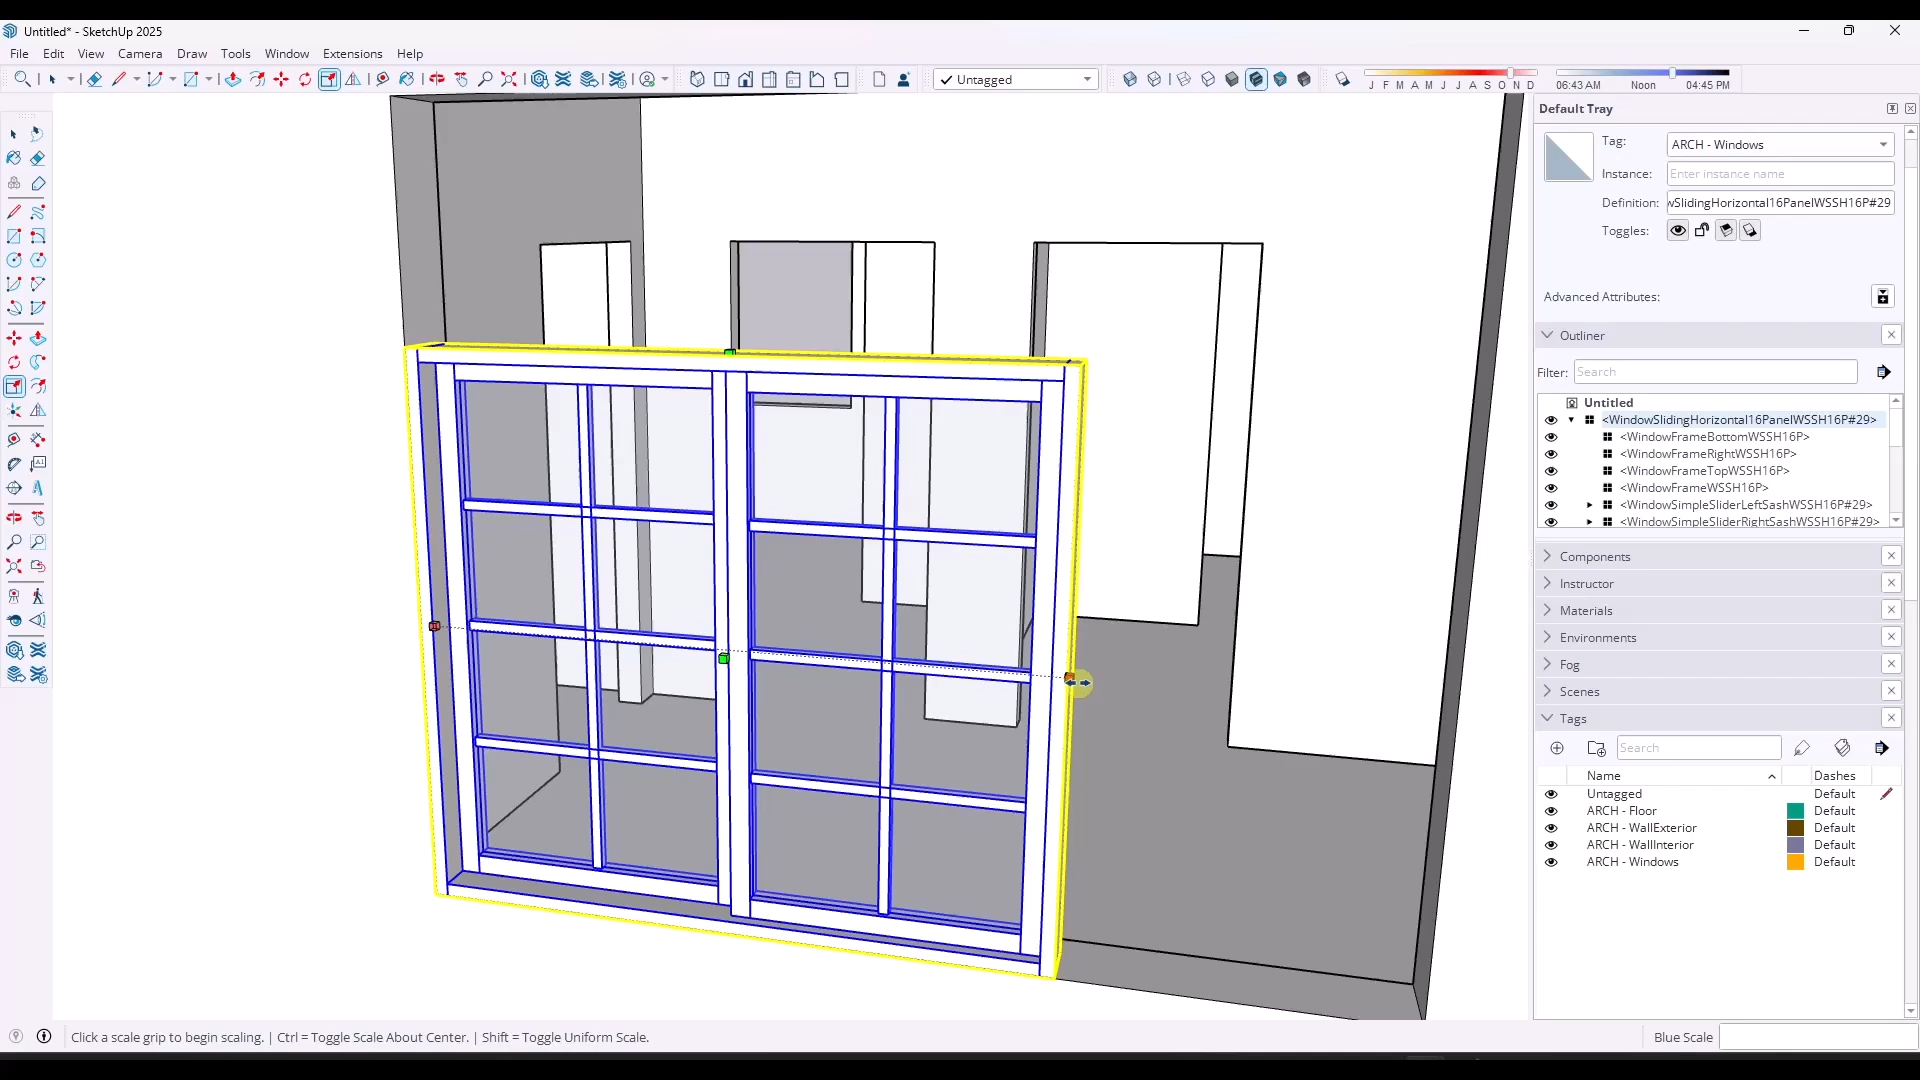 Untitled* - SketchUp 2025
File Edit View Camera Draw Tools Window Extensions Help
Untagged
J F M A M J J A S O N D
06:43 AM Noon 04:45 PM
Default Tray
Tag: ARCH - Windows
Instance: Enter instance name
Definition: wSlidingHorizontal16PanelWSSH16P#29
Toggles:
Advanced Attributes:
Outliner
Filter: Search
Untitled
<WindowSlidingHorizontal16PanelWSSH16P#29>
<WindowFrameBottomWSSH16P>
<WindowFrameRightWSSH16P>
<WindowFrameTopWSSH16P>
<WindowFrameWSSH16P>
<WindowSimpleSliderLeftSashWSSH16P#29>
<WindowSimpleSliderRightSashWSSH16P#29>
Components
Instructor
Materials
Environments
Fog
Scenes
Tags
Search
Name Dashes
Untagged Default
ARCH - Floor Default
ARCH - WallExterior Default
ARCH - WallInterior Default
ARCH - Windows Default
Click a scale grip to begin scaling. | Ctrl = Toggle Scale About Center. | Shift = Toggle Uniform Scale.
Blue Scale